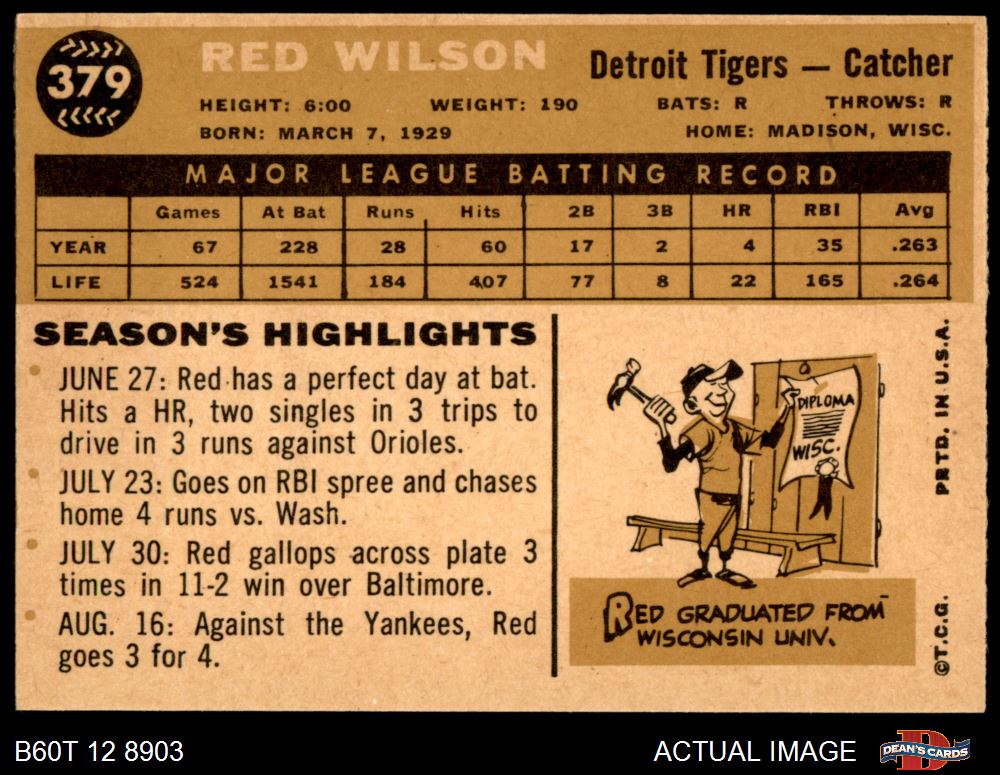 379
RED WILSON
Detroit Tigers — Catcher
HEIGHT: 6:00 WEIGHT: 190 BATS: R THROWS: R
BORN: MARCH 7, 1929 HOME: MADISON, WISC.
MAJOR LEAGUE BATTING RECORD
Games At Bat Runs Hits 2B 3B HR RBI Avg
YEAR 67 228 28 60 17 2 4 35 .263
LIFE 524 1541 184 407 77 8 22 165 .264
SEASON'S HIGHLIGHTS
JUNE 27: Red has a perfect day at bat.
Hits a HR, two singles in 3 trips to
drive in 3 runs against Orioles.
JULY 23: Goes on RBI spree and chases
home 4 runs vs. Wash.
JULY 30: Red gallops across plate 3
times in 11-2 win over Baltimore.
AUG. 16: Against the Yankees, Red
goes 3 for 4.
DIPLOMA
WISC.
RED GRADUATED FROM
WISCONSIN UNIV.
©T.C.G. PRTD. IN U.S.A.
B60T 12 8903
ACTUAL IMAGE
D
DEAN'S CARDS